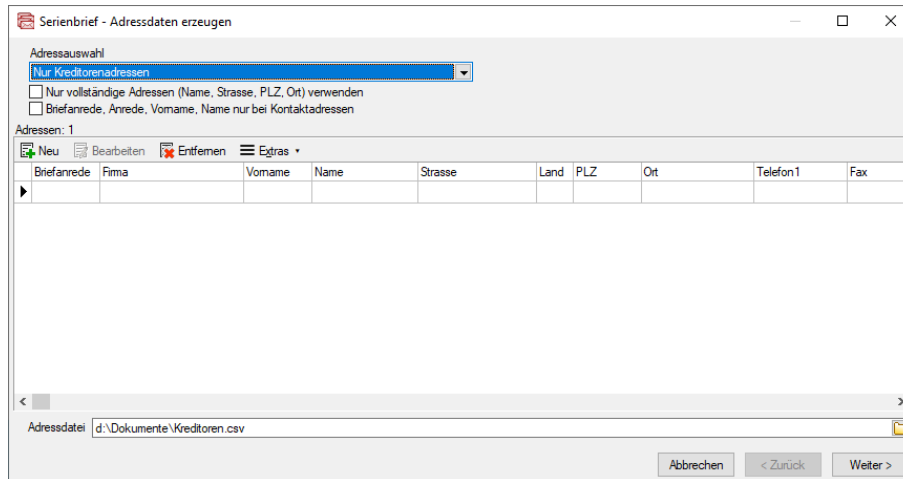 Serienbrief - Adressdaten erzeugen
Adressauswahl
Nur Kreditorenadressen
Nur vollständige Adressen (Name, Strasse, PLZ, Ort) verwenden
Briefanrede, Anrede, Vorname, Name nur bei Kontaktadressen
Adressen: 1
Neu Bearbeiten Entfernen Extras
Briefanrede Firma Vorname Name Strasse Land PLZ Ort Telefon1 Fax
Adressdatei d:\Dokumente\Kreditoren.csv
Abbrechen < Zurück Weiter >